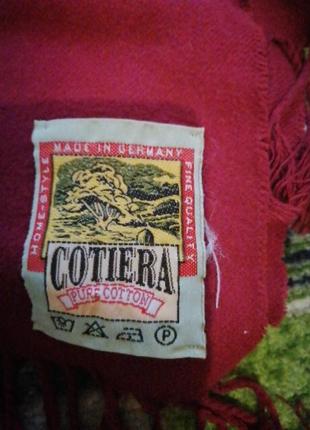 HOME-STYLE
MADE IN GERMANY
FINE QUALITY
COTIERA
PURE COTTON
P